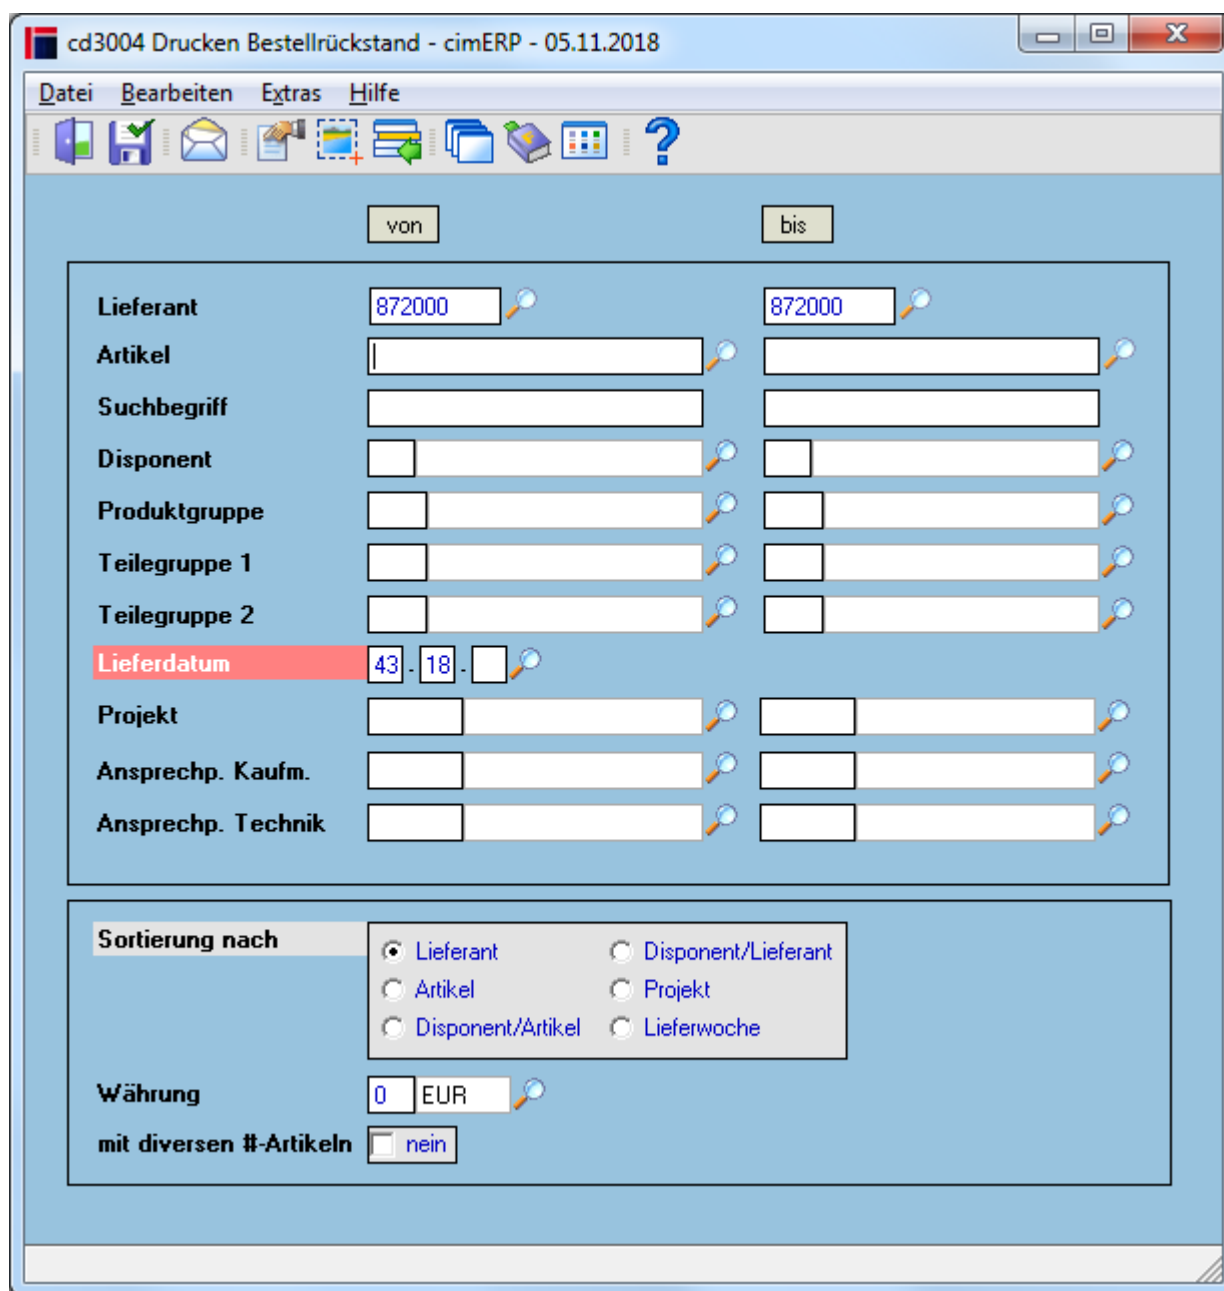 cd3004 Drucken Bestellrückstand - cimERP - 05.11.2018
Datei Bearbeiten Extras Hilfe
von bis
Lieferant 872000 872000
Artikel
Suchbegriff
Disponent
Produktgruppe
Teilegruppe 1
Teilegruppe 2
Lieferdatum 43 . 18 .
Projekt
Ansprechp. Kaufm.
Ansprechp. Technik
Sortierung nach
Lieferant Disponent/Lieferant
Artikel Projekt
Disponent/Artikel Lieferwoche
Währung 0 EUR
mit diversen #-Artikeln nein